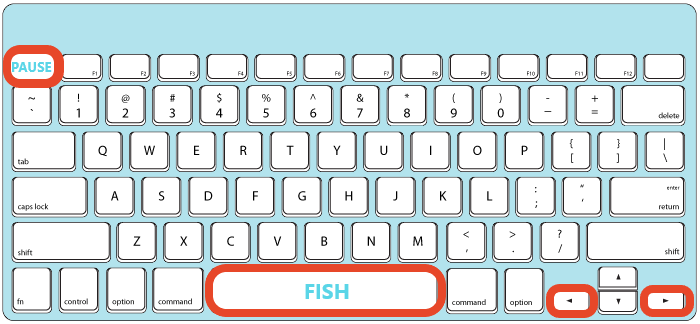 PAUSE F1 F2 F3 F4 F5 F6 F7 F8 F9 F10 F11 F12
~ ! @ # $ % ^ & * ( ) - +
` 1 2 3 4 5 6 7 8 9 0 – = delete
tab Q W E R T Y U I O P { [ } ] | \
caps lock A S D F G H J K L : ; " ' enter return
shift Z X C V B N M < , > . ? / shift
fn control option command FISH command option ◄ ▲ ▼ ►